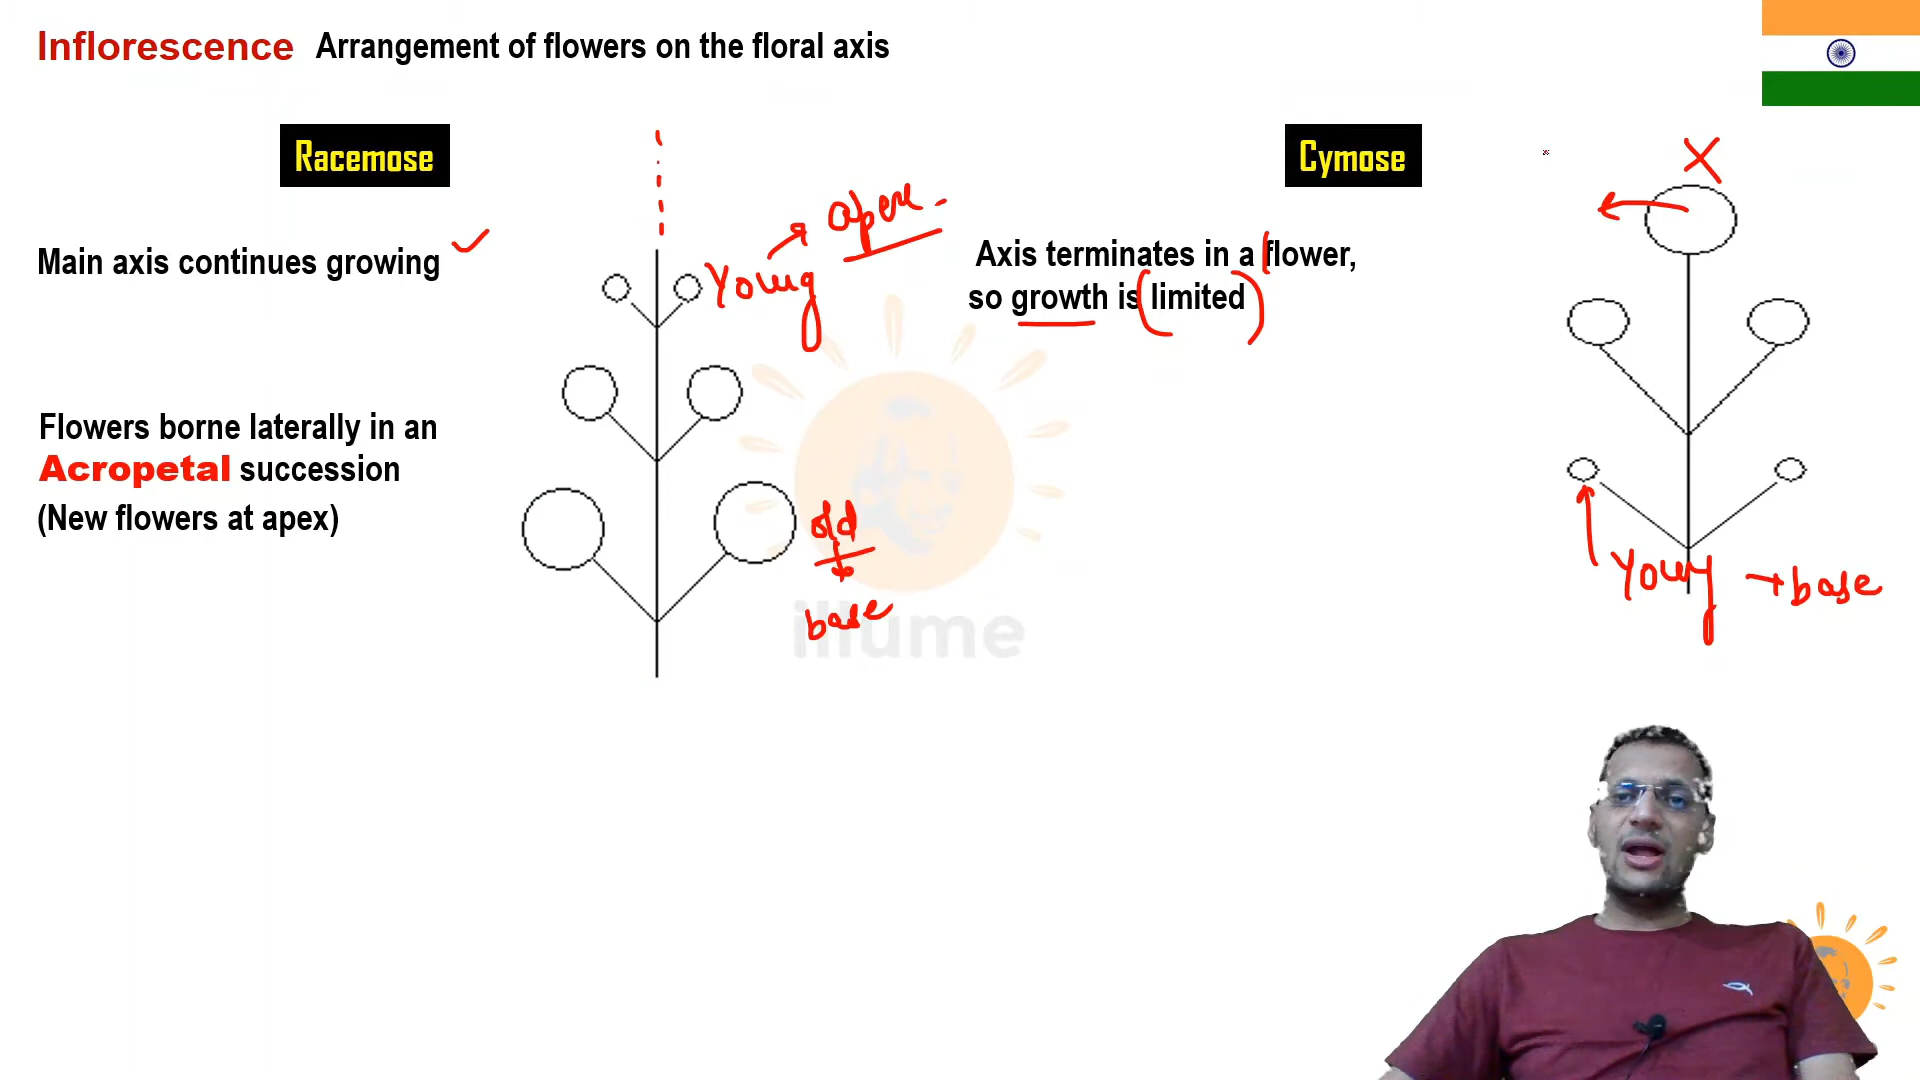 Inflorescence Arrangement of flowers on the floral axis
Racemose
Main axis continues growing
Flowers borne laterally in an
Acropetal succession
(New flowers at apex)
Young
apex.
old
base
Cymose
Axis terminates in a flower,
so growth is limited
X
Young → base
illume